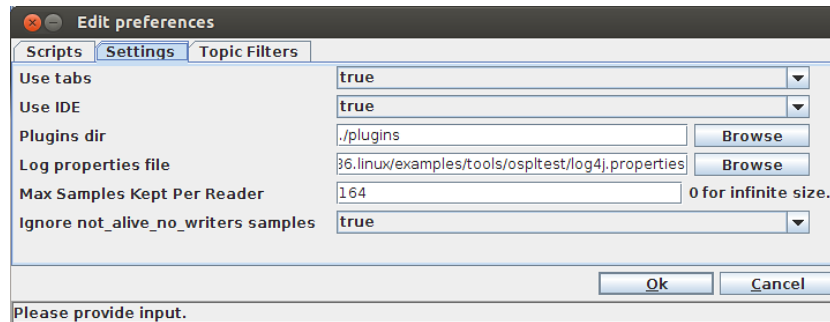 Edit preferences
Scripts Settings Topic Filters
Use tabs true
Use IDE true
Plugins dir ./plugins Browse
Log properties file 36.linux/examples/tools/ospltest/log4j.properties Browse
Max Samples Kept Per Reader 164 0 for infinite size.
Ignore not_alive_no_writers samples true
Ok Cancel
Please provide input.